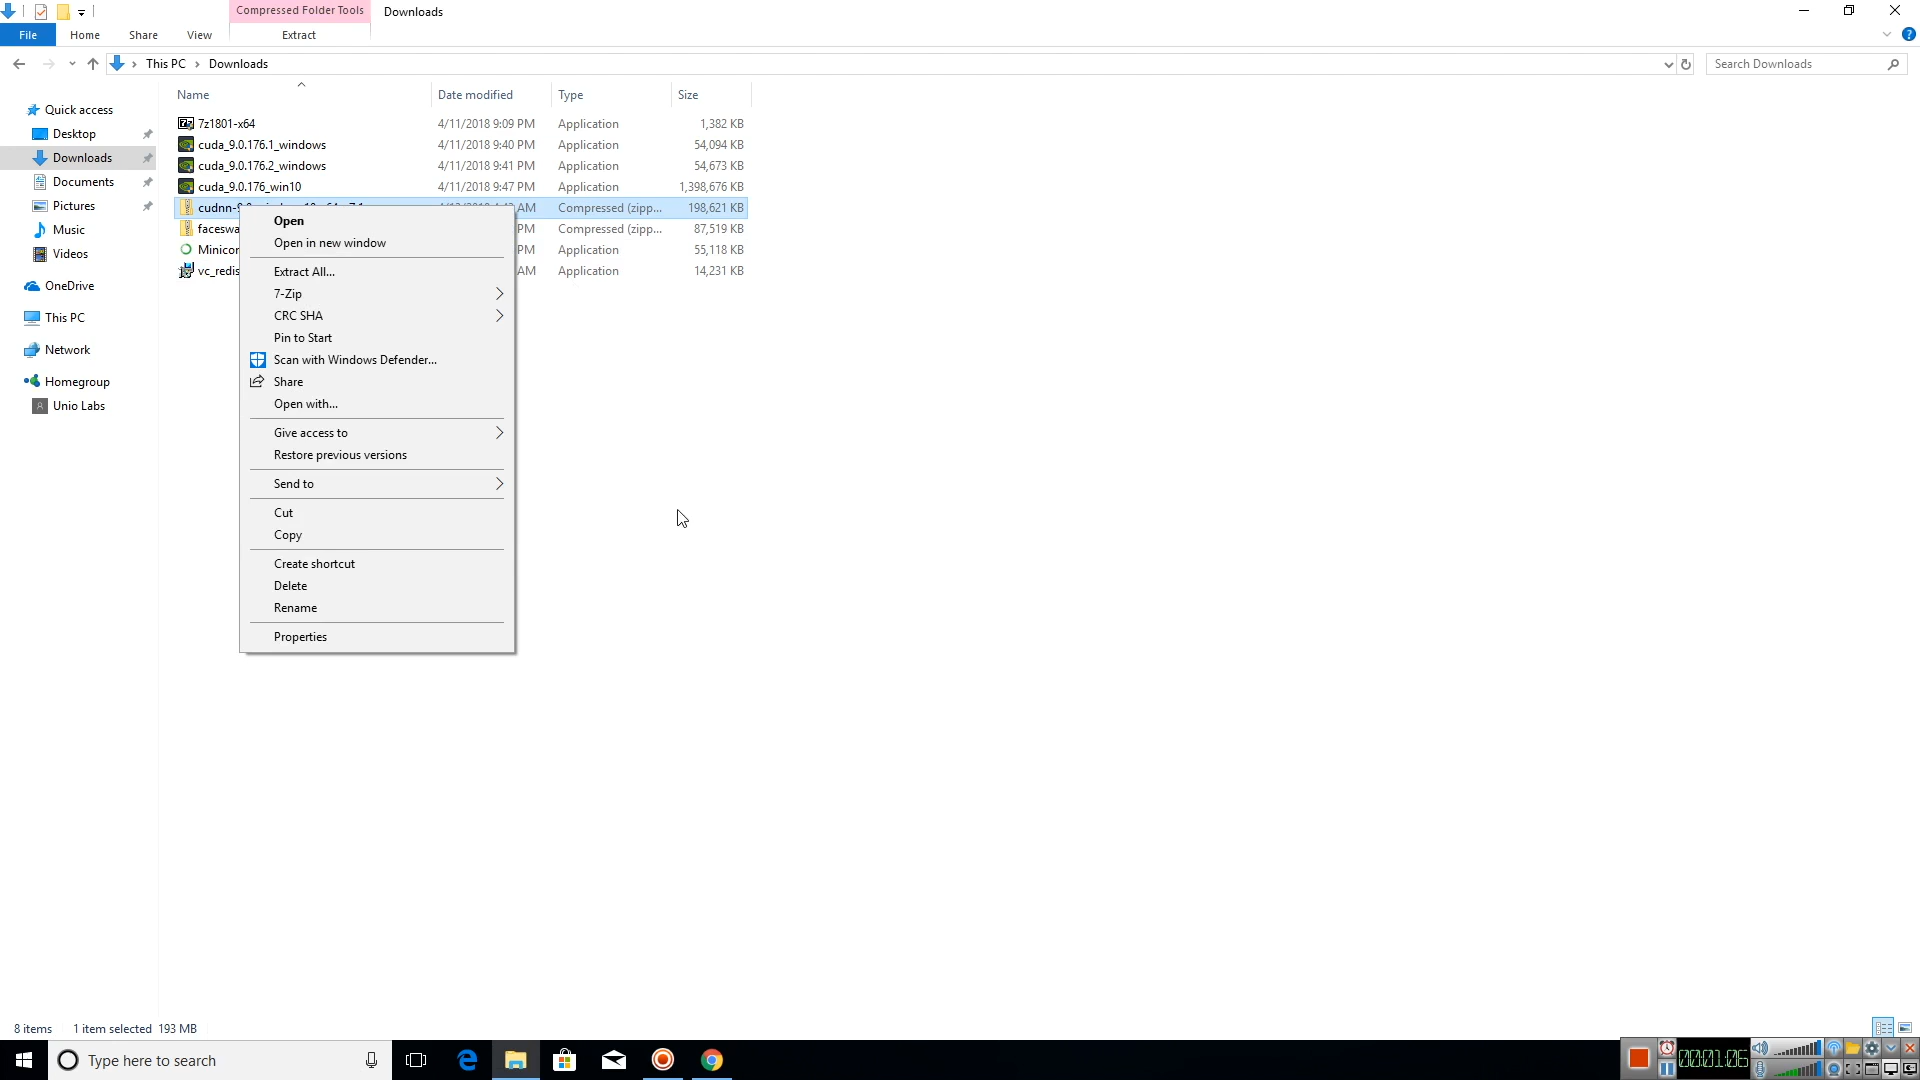 Compressed Folder Tools
Downloads
File
Home
Share
View
Extract
This PC
Downloads
Search Downloads
Name
Date modified
Type
Size
Quick access
Desktop
Downloads
Documents
Pictures
Music
Videos
OneDrive
This PC
Network
Homegroup
Unio Labs
7z1801-x64 4/11/2018 9:09 PM Application 1,382 KB
cuda_9.0.176.1_windows 4/11/2018 9:40 PM Application 54,094 KB
cuda_9.0.176.2_windows 4/11/2018 9:41 PM Application 54,673 KB
cuda_9.0.176_win10 4/11/2018 9:47 PM Application 1,398,676 KB
AM Compressed (zipp... 198,621 KB
faceswa PM Compressed (zipp... 87,519 KB
Minicon PM Application 55,118 KB
vc_redis AM Application 14,231 KB
Open
Open in new window
Extract All...
7-Zip
CRC SHA
Pin to Start
Scan with Windows Defender...
Share
Open with...
Give access to
Restore previous versions
Send to
Cut
Copy
Create shortcut
Delete
Rename
Properties
8 items
1 item selected 193 MB
Type here to search
00:01:06